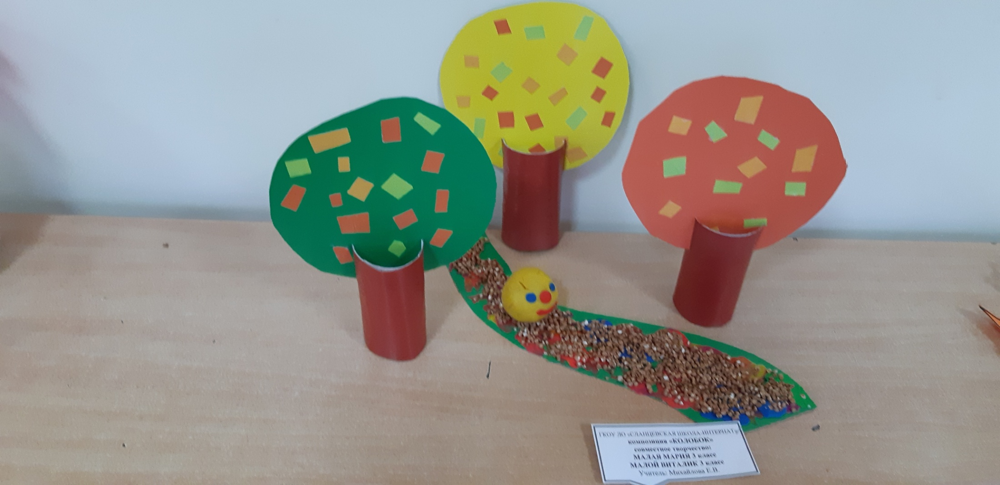 ГКОУ ЛО «СЛАНЦЕВСКАЯ ШКОЛА-ИНТЕРНАТ»
композиция «КОЛОБОК»
совместное творчество:
МАЛАЯ МАРИЯ 3 класс
МАЛОЙ ВИТАЛИК 3 класс
Учитель: Михайлова Е.В.